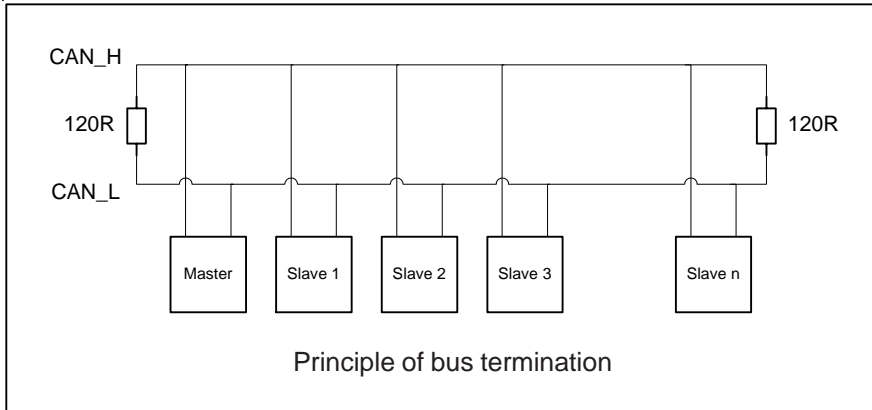 CAN_H
120R
120R
CAN_L
Master
Slave 1
Slave 2
Slave 3
Slave n
Principle of bus termination